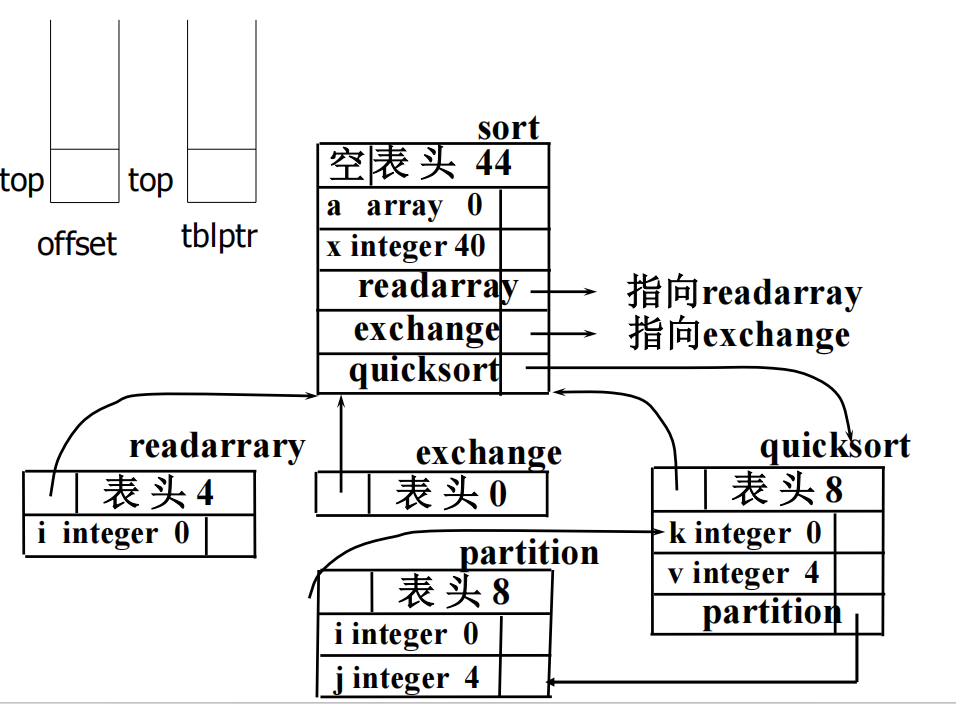 top
top
offset
tblptr
sort
空 表 头 44
a array 0
x integer 40
readarray
指向readarray
exchange
指向exchange
quicksort
readarrary
表 头 4
i integer 0
exchange
表 头 0
quicksort
表 头 8
k integer 0
v integer 4
partition
partition
表 头 8
i integer 0
j integer 4